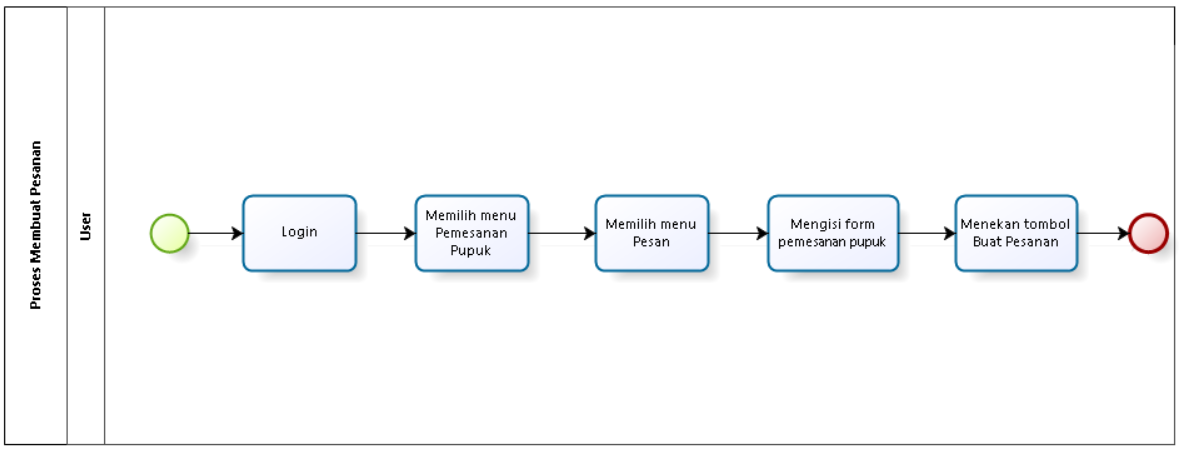 Proses Membuat Pesanan
User
Login
Memilih menu
Pemesanan
Pupuk
Memilih menu
Pesan
Mengisi form
pemesanan pupuk
Menekan tombol
Buat Pesanan